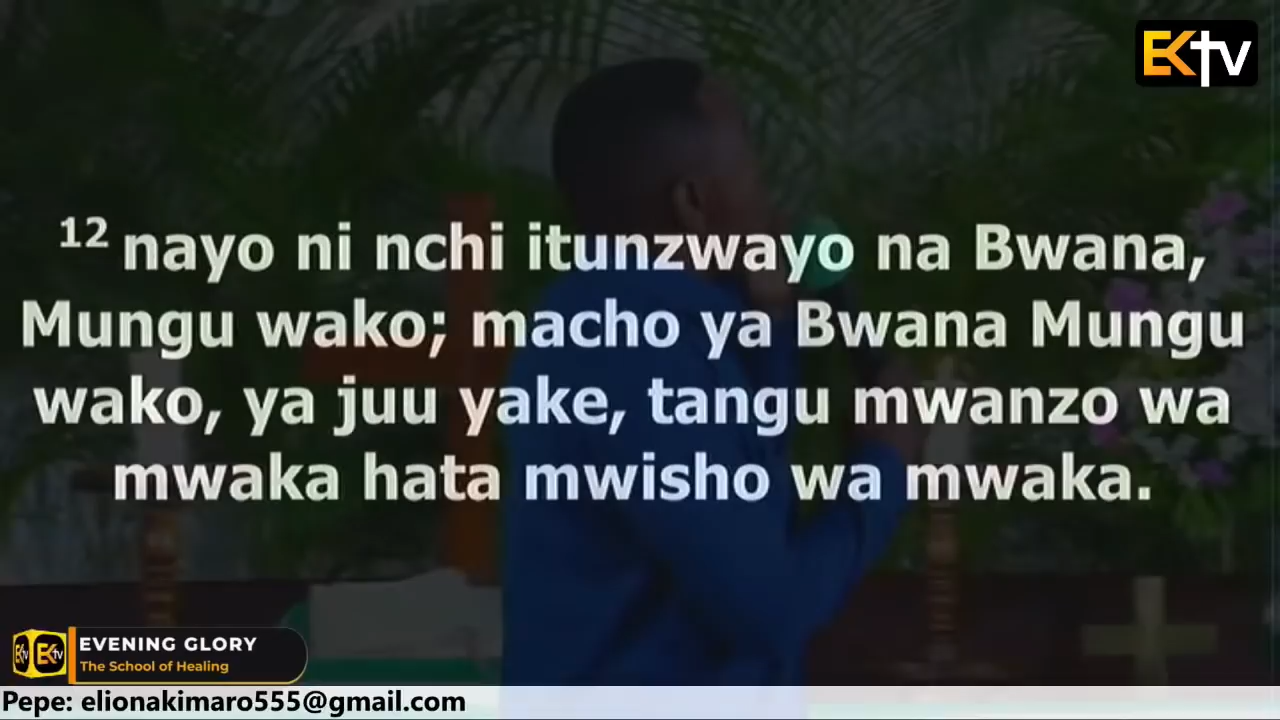 EKTV
12 nayo ni nchi itunzwayo na Bwana,
Mungu wako; macho ya Bwana Mungu
wako, ya juu yake, tangu mwanzo wa
mwaka hata mwisho wa mwaka.
EKTV EKTV EVENING GLORY
The School of Healing
Pepe: elionakimaro555@gmail.com